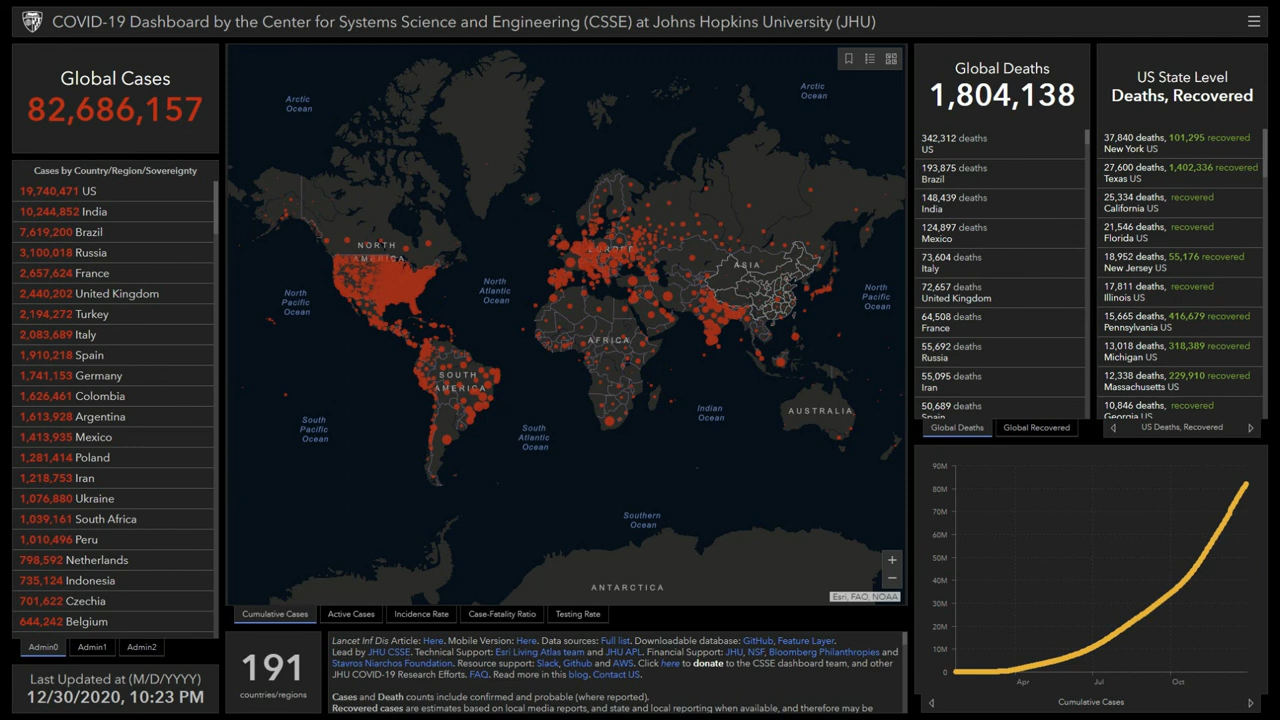 COVID-19 Dashboard by the Center for Systems Science and Engineering (CSSE) at Johns Hopkins University (JHU)
Global Cases
82,686,157
Cases by Country/Region/Sovereignty
19,740,471 US
10,244,852 India
7,619,200 Brazil
3,100,018 Russia
2,657,624 France
2,440,202 United Kingdom
2,194,272 Turkey
2,083,689 Italy
1,910,218 Spain
1,741,153 Germany
1,626,461 Colombia
1,613,928 Argentina
1,413,935 Mexico
1,281,414 Poland
1,218,753 Iran
1,076,880 Ukraine
1,039,161 South Africa
1,010,496 Peru
798,592 Netherlands
735,124 Indonesia
701,622 Czechia
644,242 Belgium
Admin0 Admin1 Admin2
Last Updated at (M/D/YYYY)
12/30/2020, 10:23 PM
Arctic
Ocean
Arctic
Ocean
NORTH
AMERICA
EUROPE
ASIA
North
Pacific
Ocean
North
Atlantic
Ocean
North
Pacific
Ocean
AFRICA
SOUTH
AMERICA
Indian
Ocean
AUSTRALIA
South
Pacific
Ocean
South
Atlantic
Ocean
Southern
Ocean
ANTARCTICA
+
−
Esri, FAO, NOAA
Cumulative Cases Active Cases Incidence Rate Case-Fatality Ratio Testing Rate
191
countries/regions
Lancet Inf Dis Article: Here. Mobile Version: Here. Data sources: Full list. Downloadable database: GitHub, Feature Layer.
Lead by JHU CSSE. Technical Support: Esri Living Atlas team and JHU APL. Financial Support: JHU, NSF, Bloomberg Philanthropies and
Stavros Niarchos Foundation. Resource support: Slack, Github and AWS. Click here to donate to the CSSE dashboard team, and other
JHU COVID-19 Research Efforts. FAQ. Read more in this blog. Contact US.
Cases and Death counts include confirmed and probable (where reported).
Recovered cases are estimates based on local media reports, and state and local reporting when available, and therefore may be
Global Deaths
1,804,138
342,312 deaths
US
193,875 deaths
Brazil
148,439 deaths
India
124,897 deaths
Mexico
73,604 deaths
Italy
72,657 deaths
United Kingdom
64,508 deaths
France
55,692 deaths
Russia
55,095 deaths
Iran
50,689 deaths
Spain
Global Deaths Global Recovered
US State Level
Deaths, Recovered
37,840 deaths, 101,295 recovered
New York US
27,600 deaths, 1,402,336 recovered
Texas US
25,334 deaths, recovered
California US
21,546 deaths, recovered
Florida US
18,952 deaths, 55,176 recovered
New Jersey US
17,811 deaths, recovered
Illinois US
15,665 deaths, 416,679 recovered
Pennsylvania US
13,018 deaths, 318,389 recovered
Michigan US
12,338 deaths, 229,910 recovered
Massachusetts US
10,846 deaths, recovered
Georgia US
US Deaths, Recovered
90M
80M
70M
60M
50M
40M
30M
20M
10M
0
Apr Jul Oct
Cumulative Cases